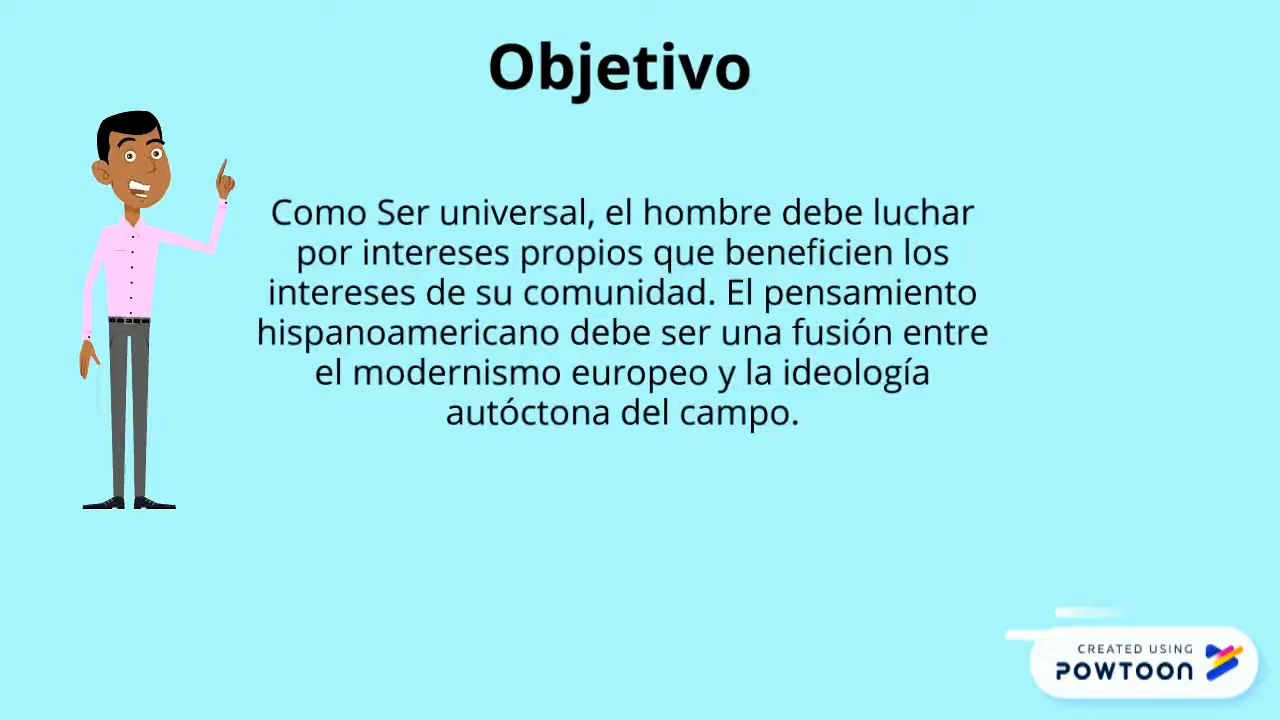 Objetivo
Como Ser universal, el hombre debe luchar
por intereses propios que beneficien los
intereses de su comunidad. El pensamiento
hispanoamericano debe ser una fusión entre
el modernismo europeo y la ideología
autóctona del campo.
CREATED USING
POWTOON